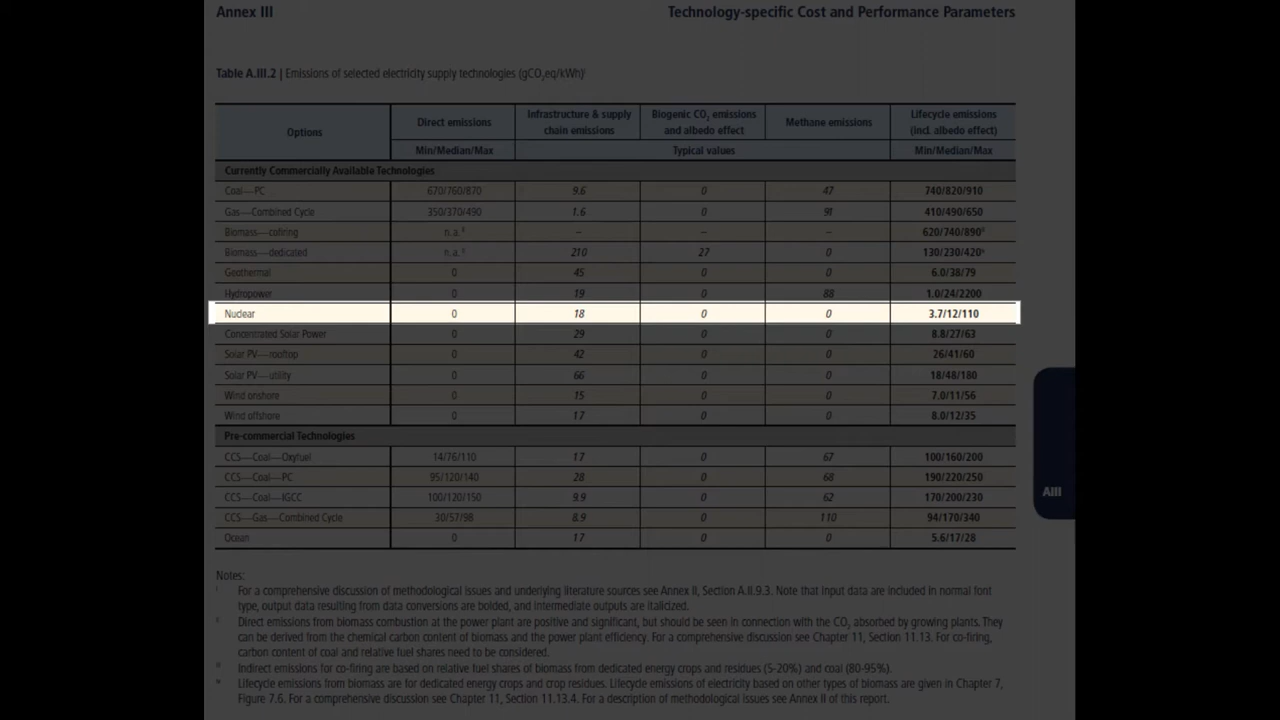 Annex III
Technology-specific Cost and Performance Parameters
Table A.III.2 | Emissions of selected electricity supply technologies (gCO2eq/kWh)i
Options Direct emissions Infrastructure & supply chain emissions Biogenic CO2 emissions and albedo effect Methane emissions Lifecycle emissions (incl. albedo effect)
Min/Median/Max Typical values Min/Median/Max
Currently Commercially Available Technologies
Coal—PC 670/760/870 9.6 0 47 740/820/910
Gas—Combined Cycle 350/370/490 1.6 0 91 410/490/650
Biomass—cofiring n.a. ii – – – 620/740/890iii
Biomass—dedicated n.a. ii 210 27 0 130/230/420iv
Geothermal 0 45 0 0 6.0/38/79
Hydropower 0 19 0 88 1.0/24/2200
Nuclear 0 18 0 0 3.7/12/110
Concentrated Solar Power 0 29 0 0 8.8/27/63
Solar PV—rooftop 0 42 0 0 26/41/60
Solar PV—utility 0 66 0 0 18/48/180
Wind onshore 0 15 0 0 7.0/11/56
Wind offshore 0 17 0 0 8.0/12/35
Pre-commercial Technologies
CCS—Coal—Oxyfuel 14/76/110 17 0 67 100/160/200
CCS—Coal—PC 95/120/140 28 0 68 190/220/250
CCS—Coal—IGCC 100/120/150 9.9 0 62 170/200/230
CCS—Gas—Combined Cycle 30/57/98 8.9 0 110 94/170/340
Ocean 0 17 0 0 5.6/17/28
AIII
Notes:
i For a comprehensive discussion of methodological issues and underlying literature sources see Annex II, Section A.II.9.3. Note that input data are included in normal font
type, output data resulting from data conversions are bolded, and intermediate outputs are italicized.
ii Direct emissions from biomass combustion at the power plant are positive and significant, but should be seen in connection with the CO2 absorbed by growing plants. They
can be derived from the chemical carbon content of biomass and the power plant efficiency. For a comprehensive discussion see Chapter 11, Section 11.13. For co-firing,
carbon content of coal and relative fuel shares need to be considered.
iii Indirect emissions for co-firing are based on relative fuel shares of biomass from dedicated energy crops and residues (5-20%) and coal (80-95%).
iv Lifecycle emissions from biomass are for dedicated energy crops and crop residues. Lifecycle emissions of electricity based on other types of biomass are given in Chapter 7,
Figure 7.6. For a comprehensive discussion see Chapter 11, Section 11.13.4. For a description of methodological issues see Annex II of this report.